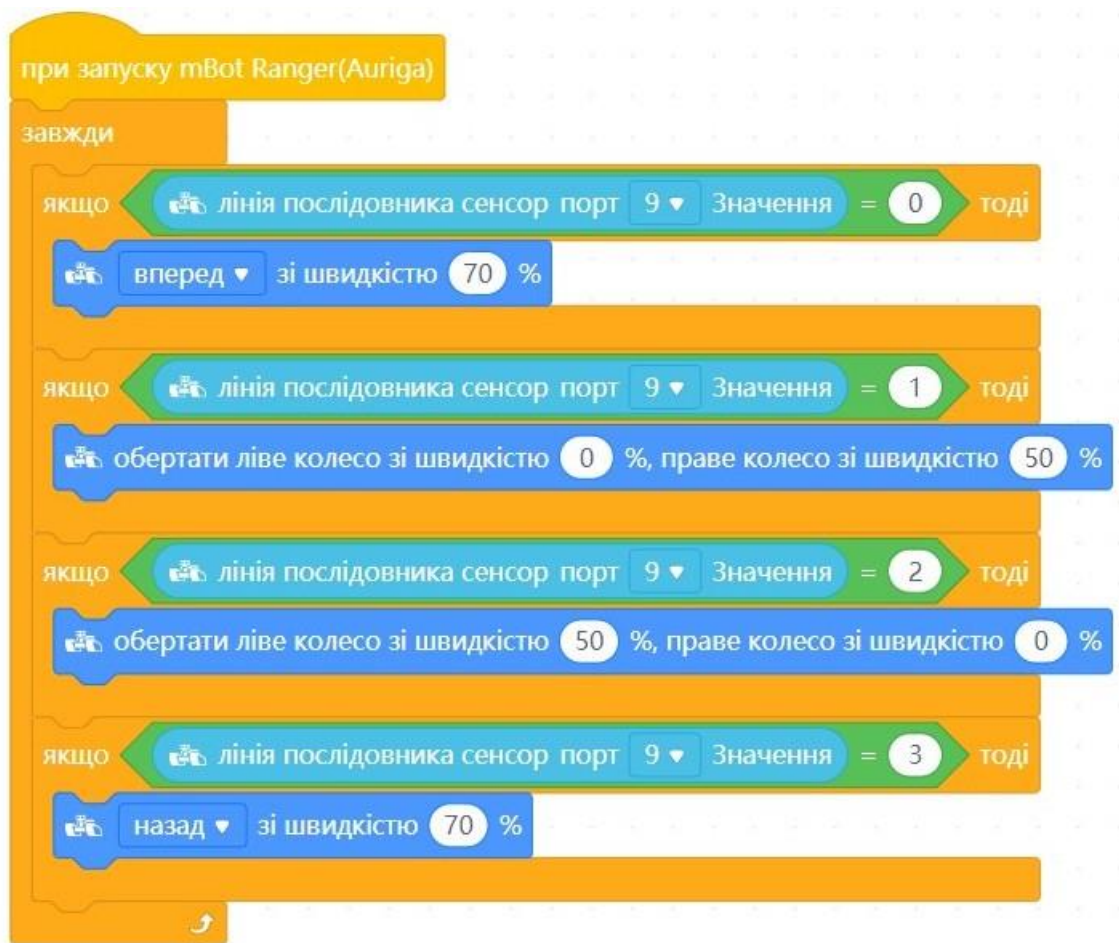 при запуску mBot Ranger(Auriga)
завжди
якщо лінія послідовника сенсор порт 9 Значення = 0 тоді
вперед зі швидкістю 70 %
якщо лінія послідовника сенсор порт 9 Значення = 1 тоді
обертати ліве колесо зі швидкістю 0 %, праве колесо зі швидкістю 50 %
якщо лінія послідовника сенсор порт 9 Значення = 2 тоді
обертати ліве колесо зі швидкістю 50 %, праве колесо зі швидкістю 0 %
якщо лінія послідовника сенсор порт 9 Значення = 3 тоді
назад зі швидкістю 70 %